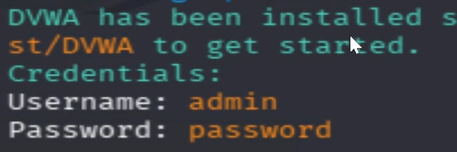 DVWA has been installed s
st/DVWA to get started.
Credentials:
Username: admin
Password: password